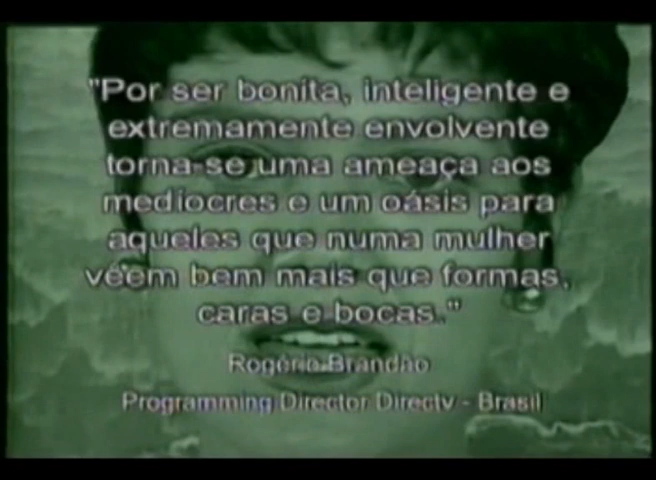 "Por ser bonita, inteligente e
extremamente envolvente
torna-se uma ameaça aos
medíocres e um oásis para
aqueles que numa mulher
vêem bem mais que formas,
caras e bocas."
Rogério Brandão
Programming Director Directv - Brasil